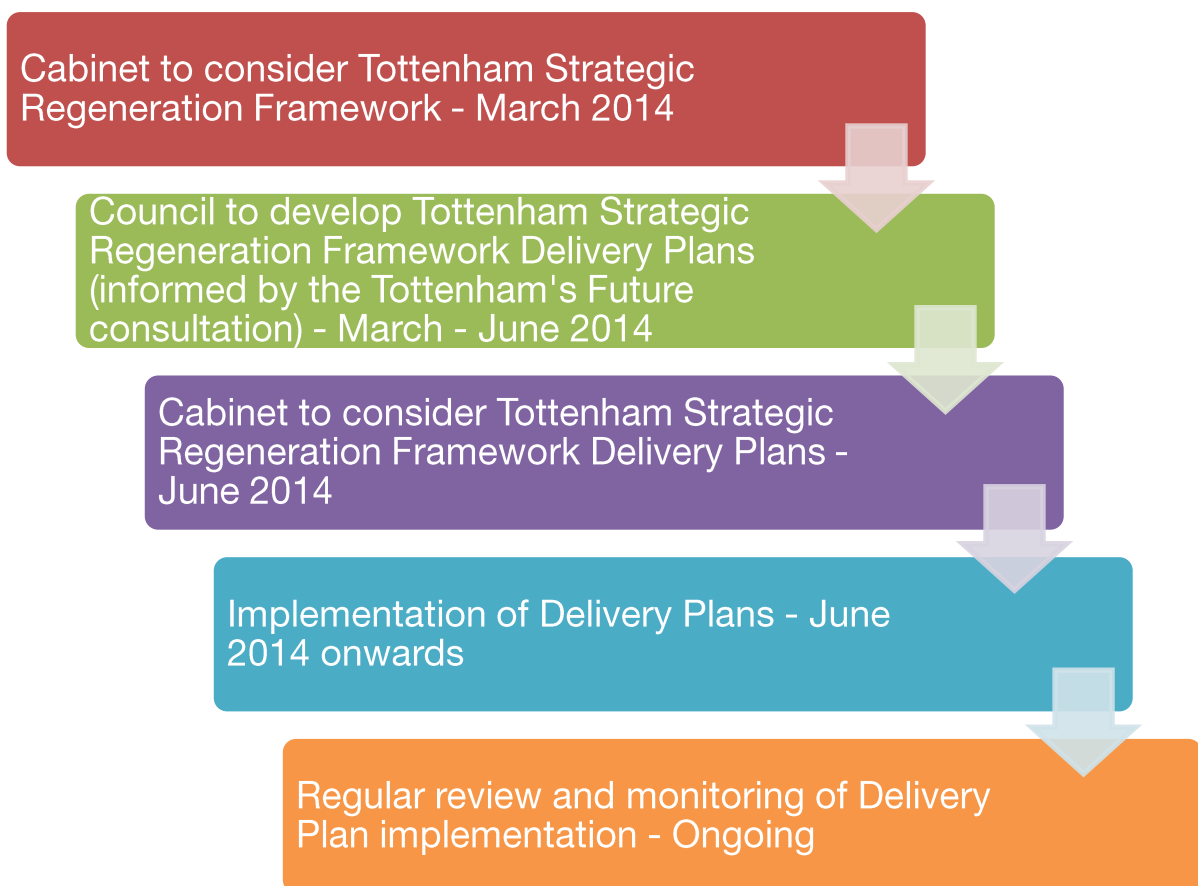 Cabinet to consider Tottenham Strategic
Regeneration Framework - March 2014
Council to develop Tottenham Strategic
Regeneration Framework Delivery Plans
(informed by the Tottenham's Future
consultation) - March - June 2014
Cabinet to consider Tottenham Strategic
Regeneration Framework Delivery Plans -
June 2014
Implementation of Delivery Plans - June
2014 onwards
Regular review and monitoring of Delivery
Plan implementation - Ongoing